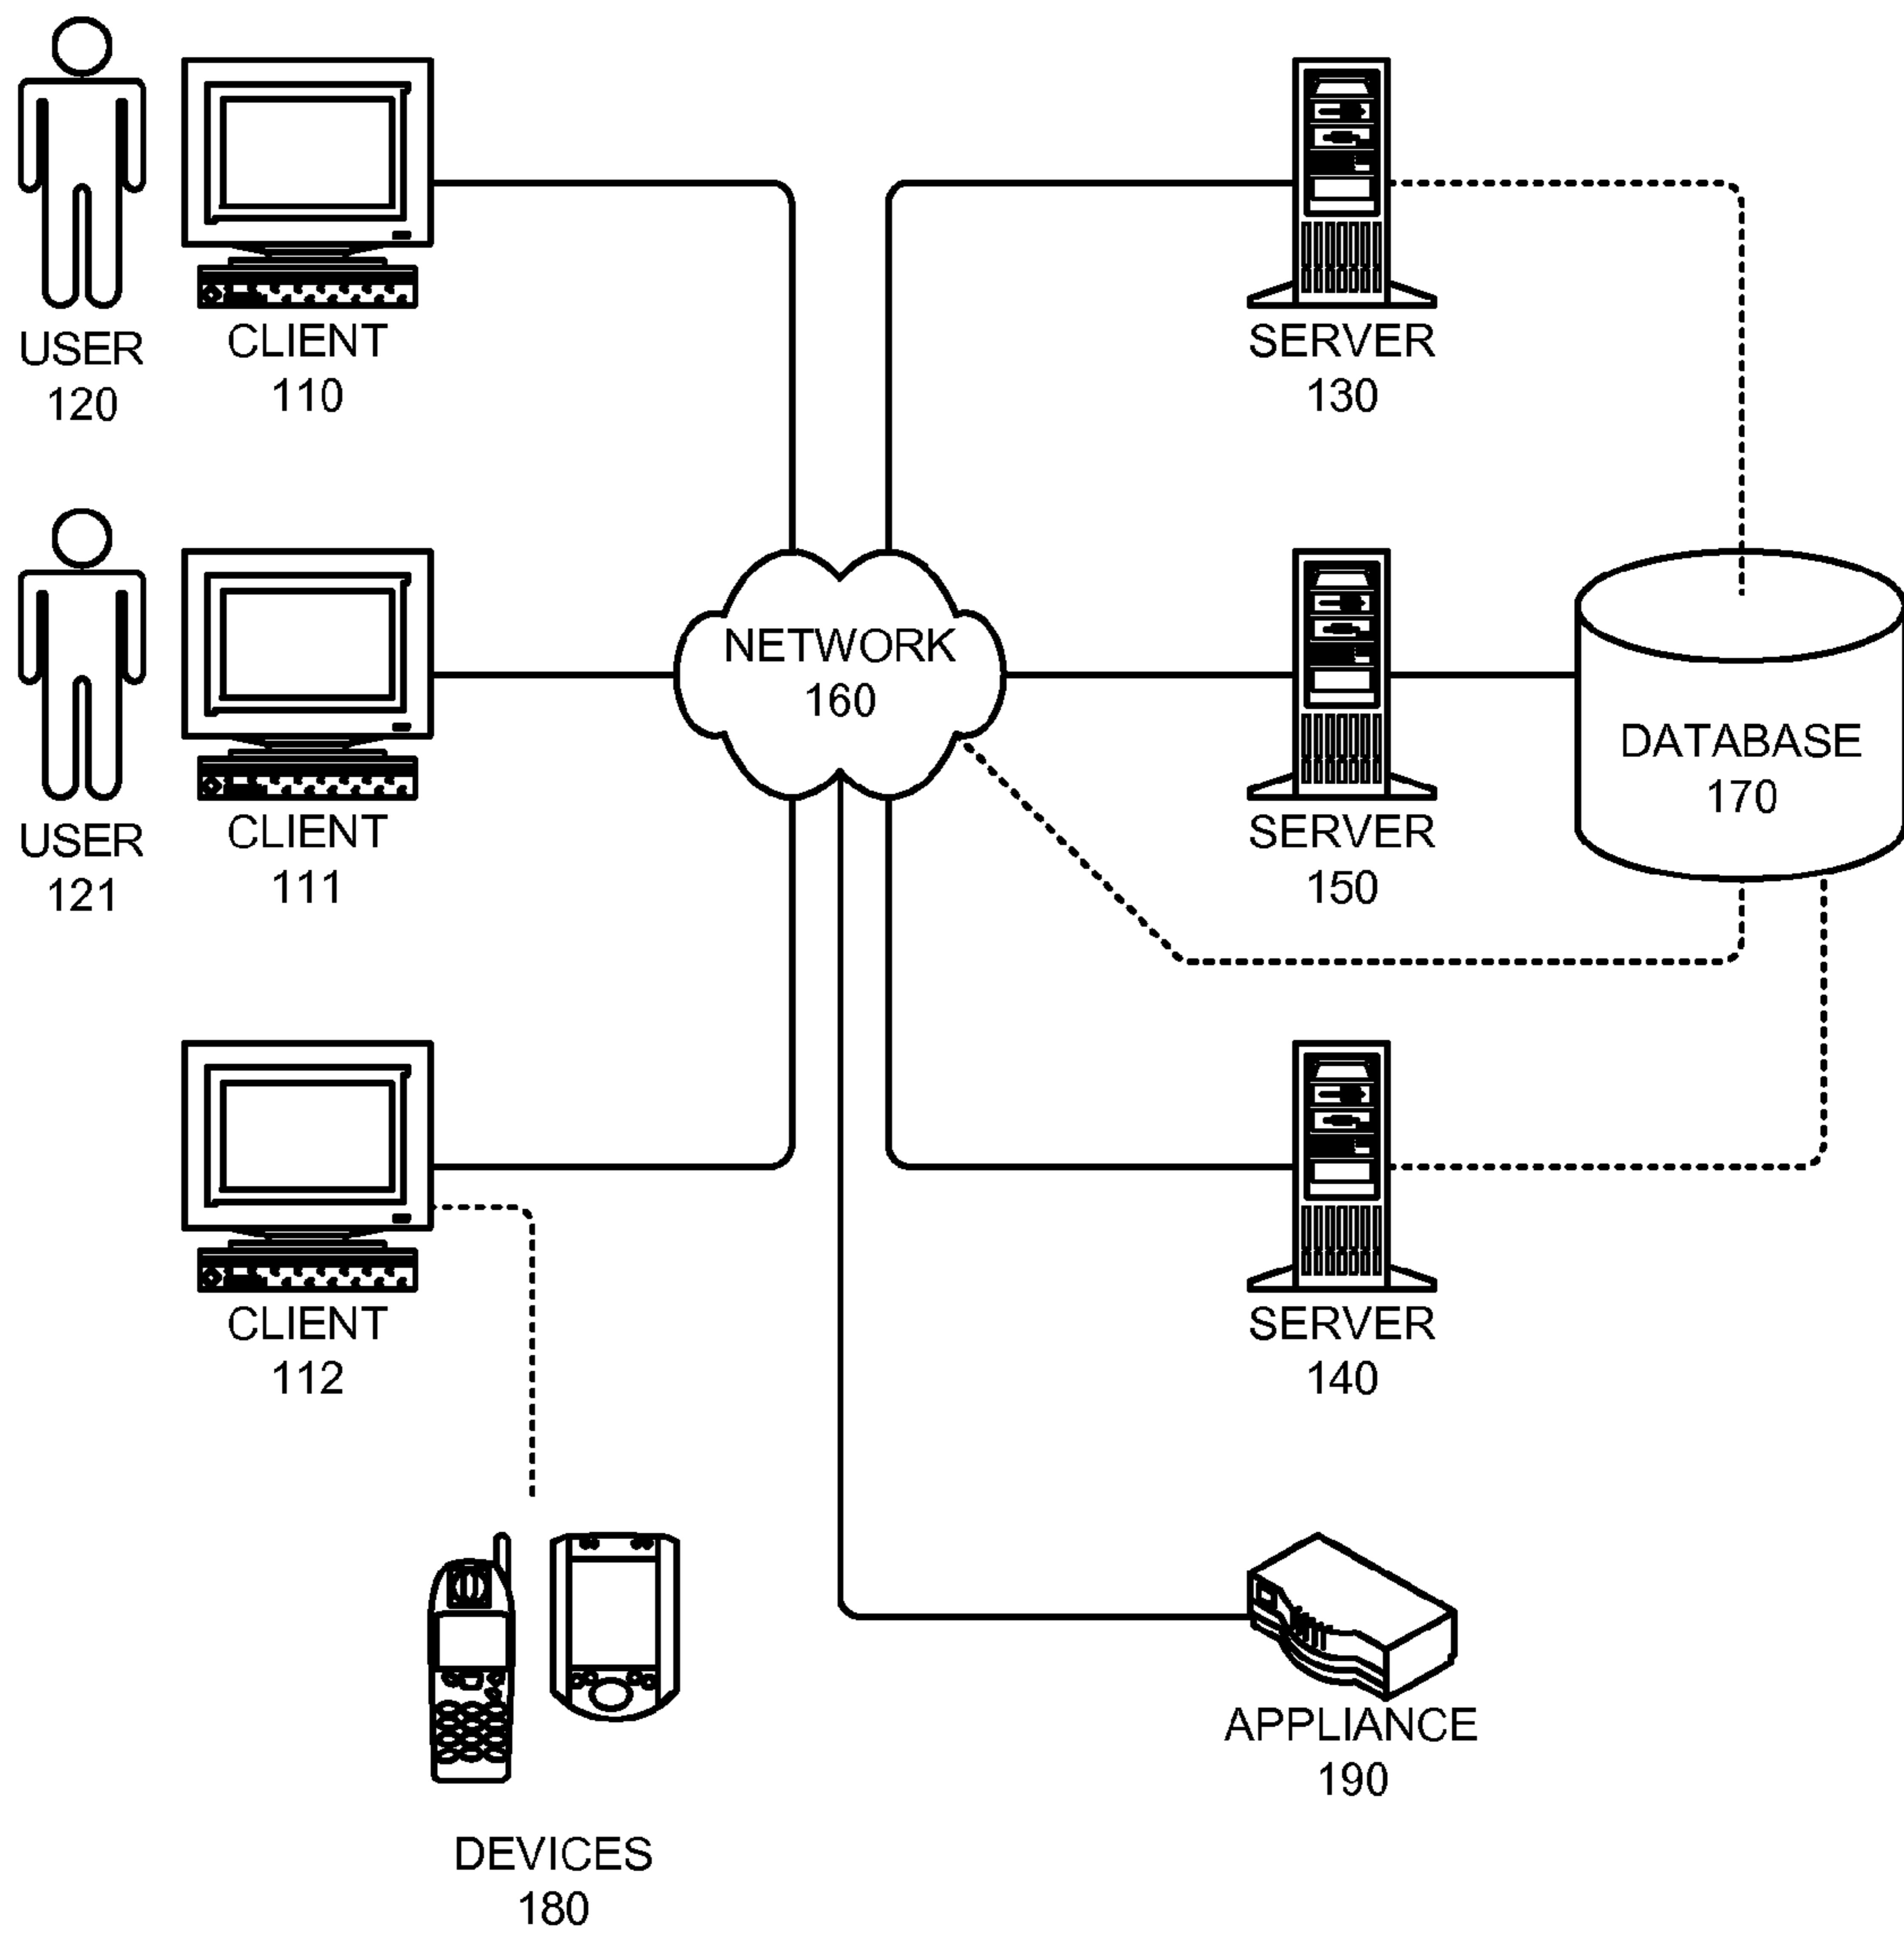 USER
120
CLIENT
110
SERVER
130
NETWORK
160
DATABASE
170
USER
121
CLIENT
111
SERVER
150
CLIENT
112
SERVER
140
DEVICES
180
APPLIANCE
190